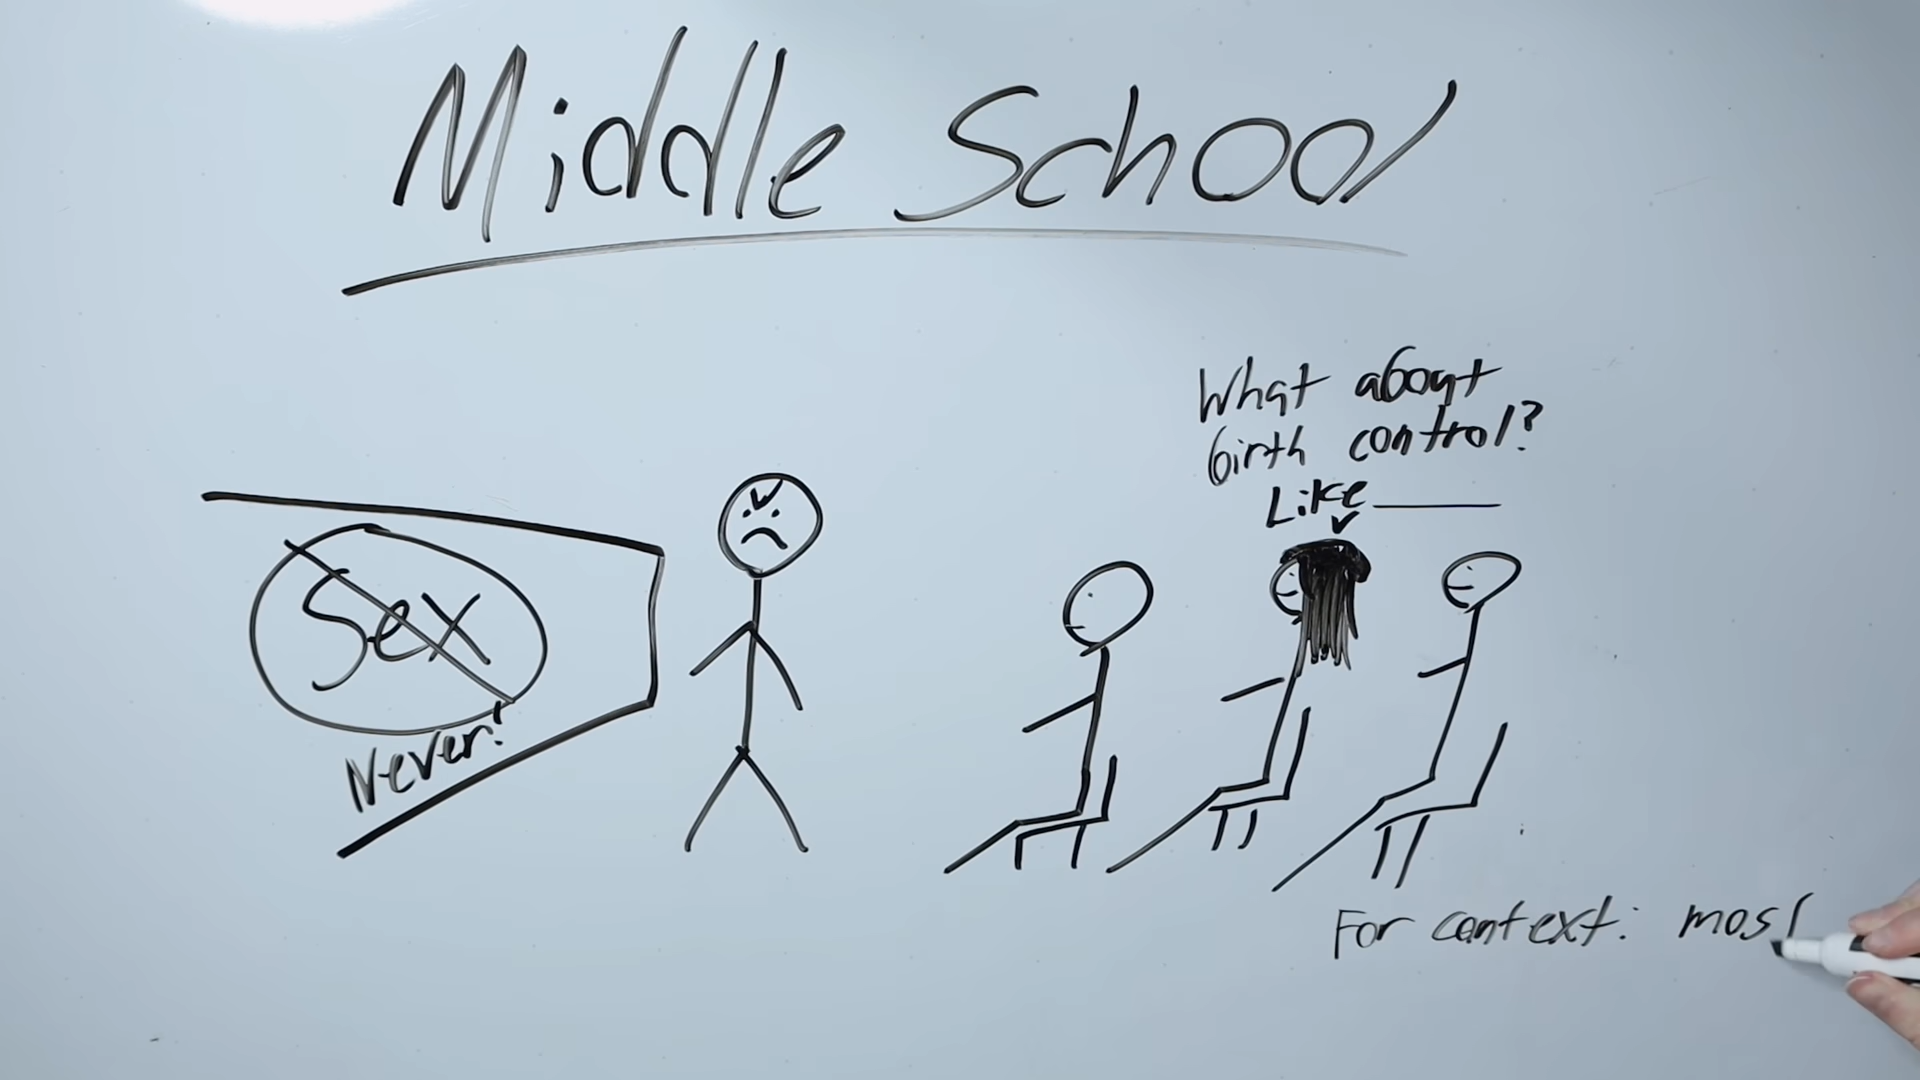 Middle School
What about
birth control?
Like
Sex
Never!
For context: most